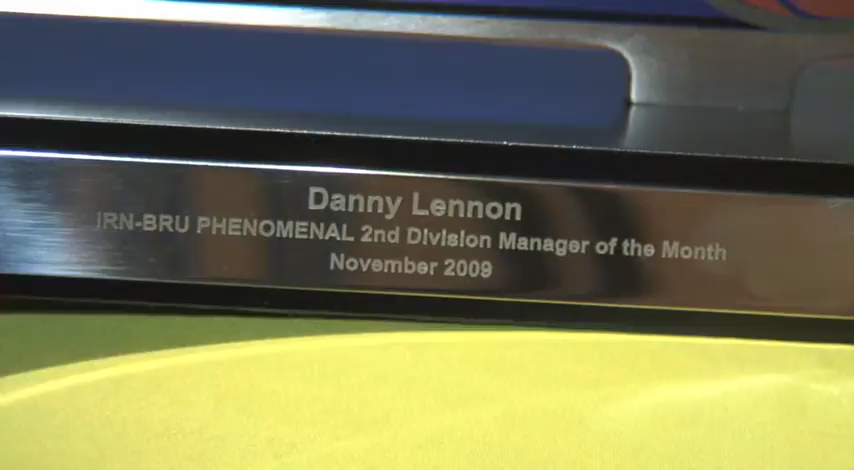 Danny Lennon
IRN-BRU PHENOMENAL 2nd Division Manager of the Month
November 2009